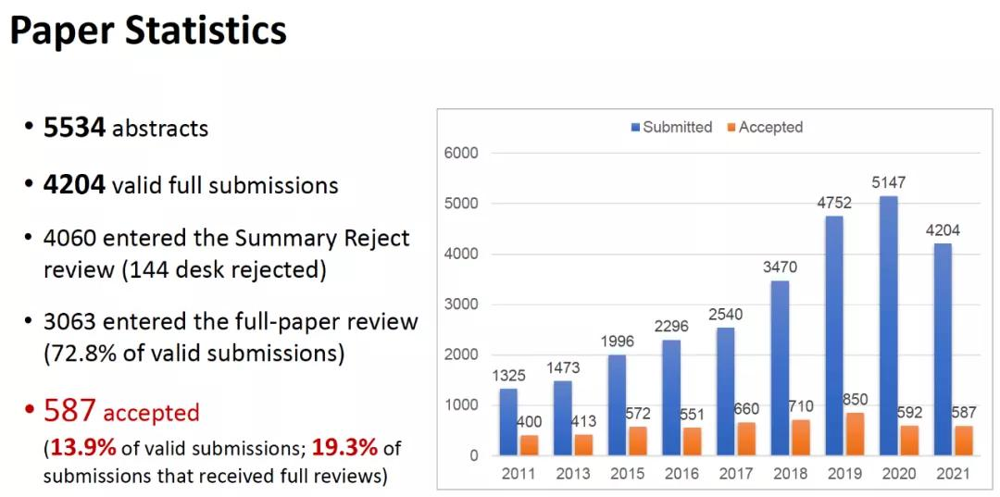 Paper Statistics
• 5534 abstracts
• 4204 valid full submissions
• 4060 entered the Summary Reject
review (144 desk rejected)
• 3063 entered the full-paper review
(72.8% of valid submissions)
• 587 accepted
(13.9% of valid submissions; 19.3% of
submissions that received full reviews)
Submitted Accepted
6000
5000
4000
3000
2000
1000
0
1325 1473 1996 2296 2540 3470 4752 5147 4204
400 413 572 551 660 710 850 592 587
2011 2013 2015 2016 2017 2018 2019 2020 2021